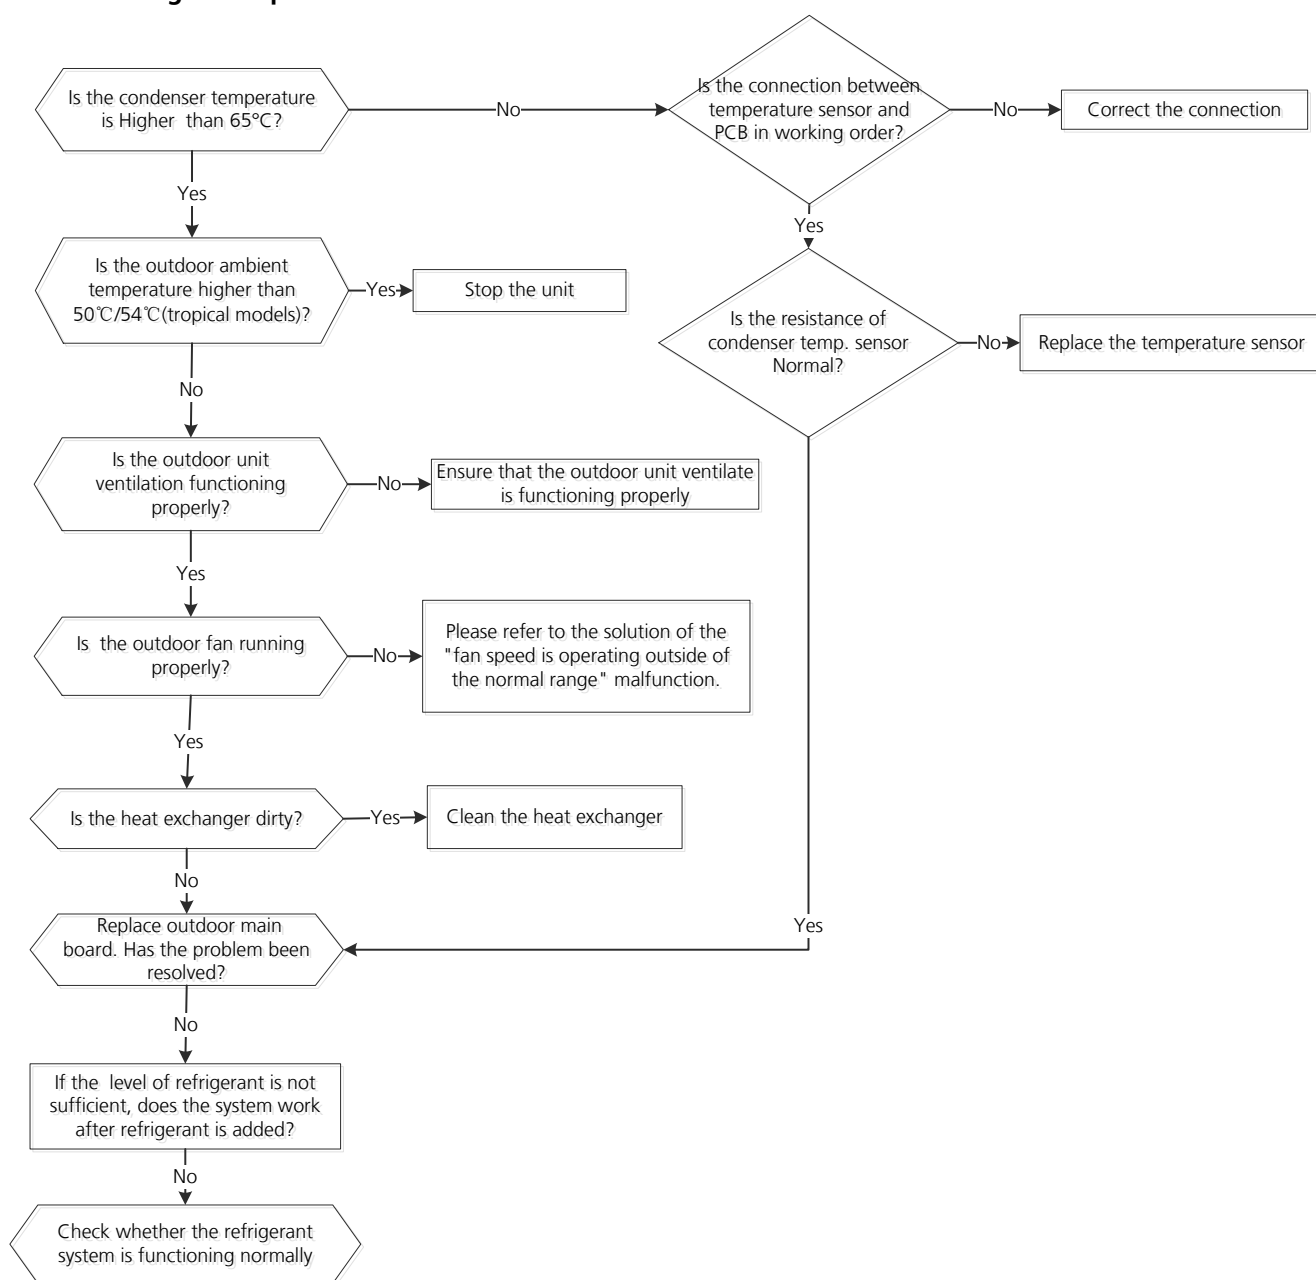 Is the condenser temperature
is Higher than 65°C?
No
Is the connection between
temperature sensor and
PCB in working order?
No
Correct the connection
Yes
Yes
Is the outdoor ambient
temperature higher than
50℃/54℃(tropical models)?
Yes
Stop the unit
Is the resistance of
condenser temp. sensor
Normal?
No
Replace the temperature sensor
No
Is the outdoor unit
ventilation functioning
properly?
No
Ensure that the outdoor unit ventilate
is functioning properly
Yes
Is the outdoor fan running
properly?
No
Please refer to the solution of the
"fan speed is operating outside of
the normal range" malfunction.
Yes
Is the heat exchanger dirty?
Yes
Clean the heat exchanger
No
Yes
Replace outdoor main
board. Has the problem been
resolved?
No
If the level of refrigerant is not
sufficient, does the system work
after refrigerant is added?
No
Check whether the refrigerant
system is functioning normally